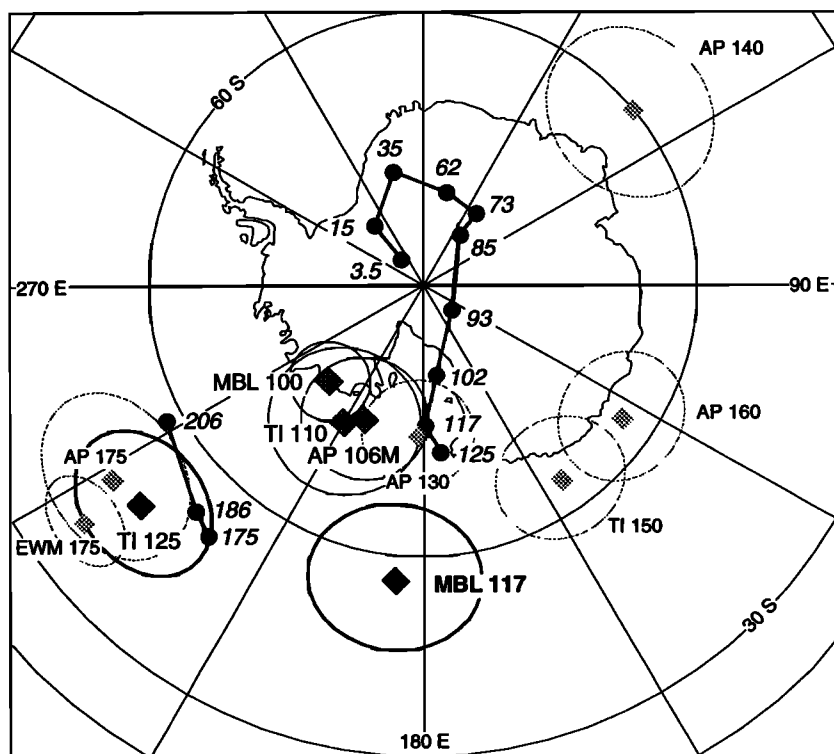 AP 140
60 S
35
62
73
15
85
3.5
270 E
90 E
93
MBL 100
102
206
TI 110
117
AP 160
AP 106M
125
AP 175
AP 130
186
TI 150
EWM 175
TI 125
175
MBL 117
30 S
180 E